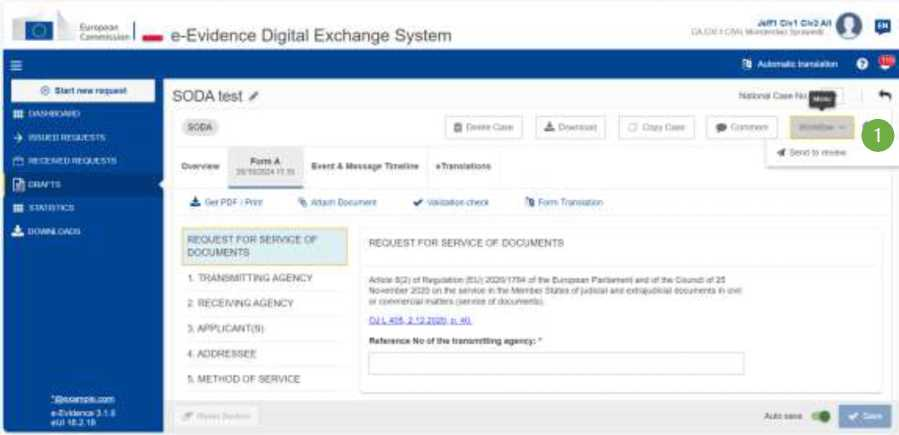 European
Commission
e-Evidence Digital Exchange System
Jeff1 Civ1 Civ2 All
EN
Automatic translation
Start new request
SODA test
National Case No
Menu
DASHBOARD
ISSUED REQUESTS
RECEIVED REQUESTS
DRAFTS
STATISTICS
DOWNLOADS
SODA
Delete Case
Download
Copy Case
Comment
Workflow
1
Send to review
Overview
Form A
Event & Message Timeline
eTranslations
Get PDF / Print
Attach Document
Validation check
Form Translation
REQUEST FOR SERVICE OF
DOCUMENTS
1. TRANSMITTING AGENCY
2. RECEIVING AGENCY
3. APPLICANT(S)
4. ADDRESSEE
5. METHOD OF SERVICE
REQUEST FOR SERVICE OF DOCUMENTS
Article 8(2) of Regulation (EU) 2020/1784 of the European Parliament and of the Council of 25
November 2020 on the service in the Member States of judicial and extrajudicial documents in civil
or commercial matters (service of documents).
OJ L 405, 2.12.2020, p. 40.
Reference No of the transmitting agency: *
*@example.com
e-Evidence 3.1.0
eUI 18.2.18
Reset Section
Auto save
Save